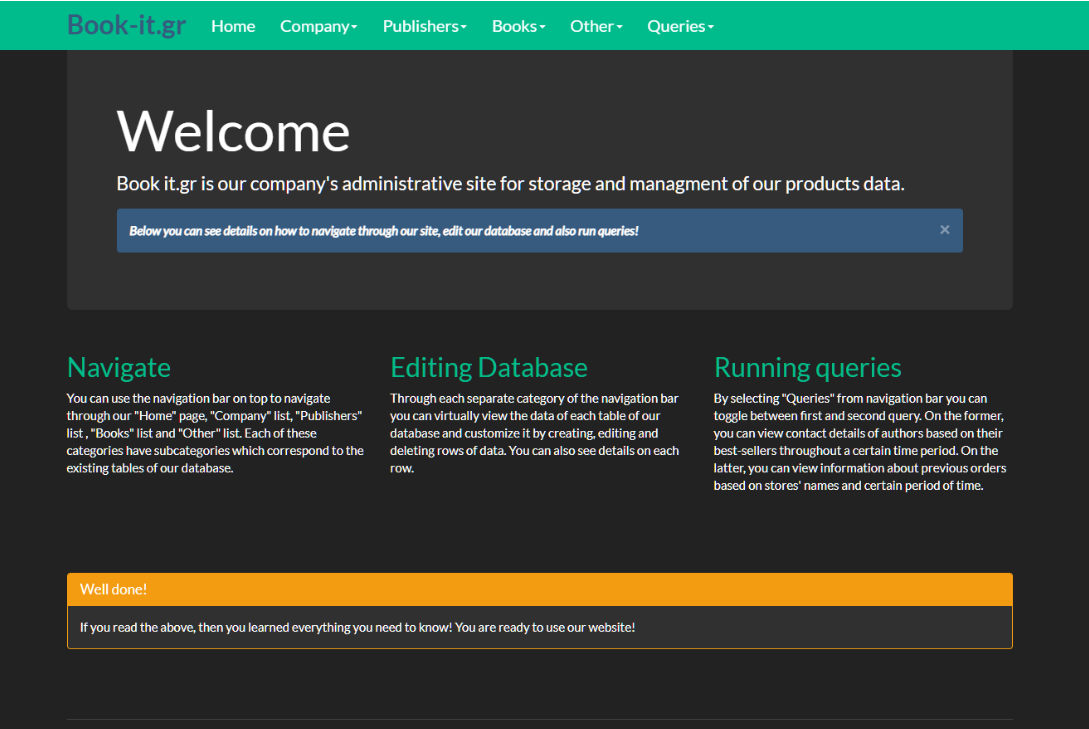 Book-it.gr Home Company Publishers Books Other Queries
Welcome
Book it.gr is our company's administrative site for storage and managment of our products data.
Below you can see details on how to navigate through our site, edit our database and also run queries! ×
Navigate
You can use the navigation bar on top to navigate
through our "Home" page, "Company" list, "Publishers"
list , "Books" list and "Other" list. Each of these
categories have subcategories which correspond to the
existing tables of our database.
Editing Database
Through each separate category of the navigation bar
you can virtually view the data of each table of our
database and customize it by creating, editing and
deleting rows of data. You can also see details on each
row.
Running queries
By selecting "Queries" from navigation bar you can
toggle between first and second query. On the former,
you can view contact details of authors based on their
best-sellers throughout a certain time period. On the
latter, you can view information about previous orders
based on stores' names and certain period of time.
Well done!
If you read the above, then you learned everything you need to know! You are ready to use our website!